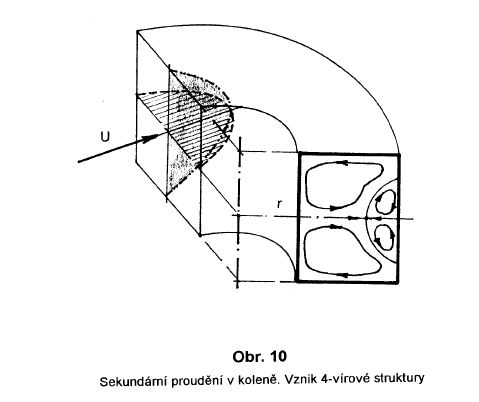 U
r
Obr. 10
Sekundární proudění v koleně. Vznik 4-vírové struktury